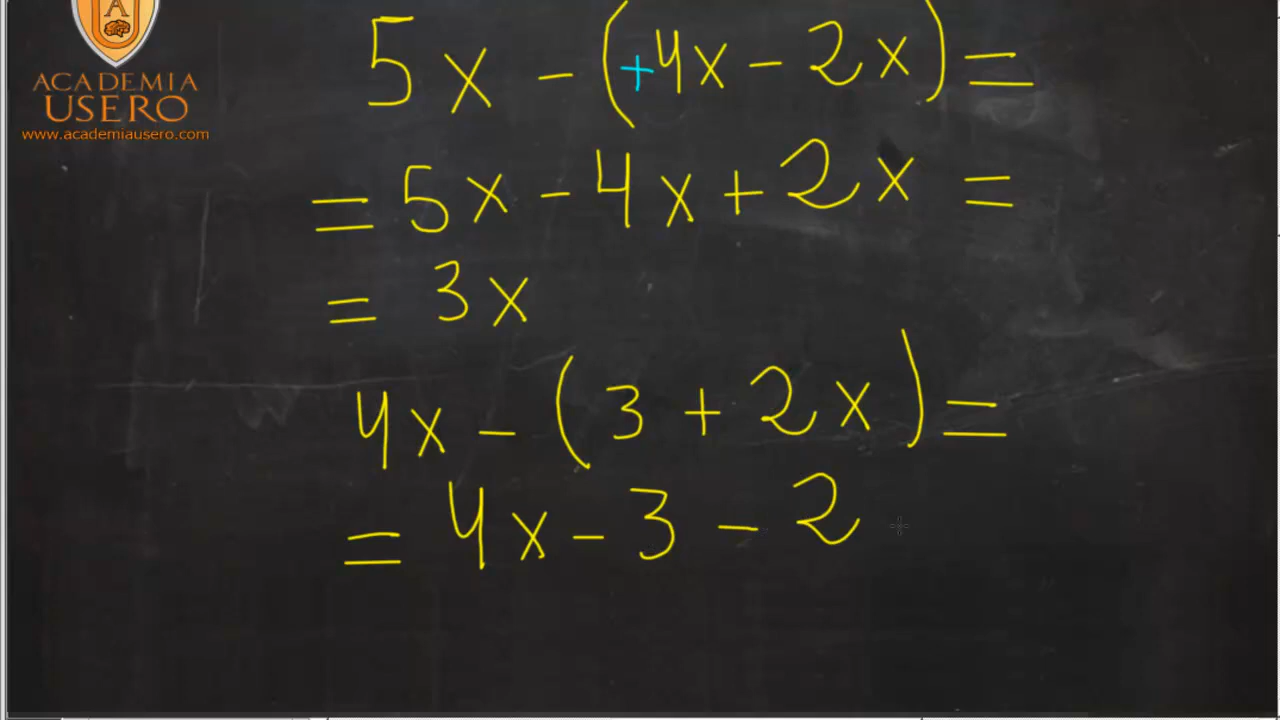 A
ACADEMIA
USERO
www.academiausero.com
5x - (+4x - 2x) =
= 5x - 4x + 2x =
= 3x
4x - (3 + 2x) =
= 4x - 3 - 2